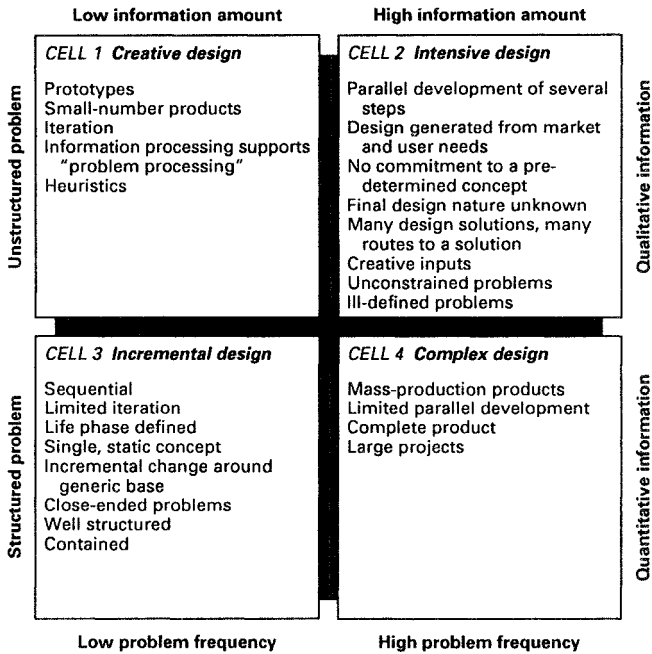 Low information amount
High information amount
Unstructured problem
CELL 1 Creative design
Prototypes
Small-number products
Iteration
Information processing supports
"problem processing"
Heuristics
CELL 2 Intensive design
Parallel development of several
steps
Design generated from market
and user needs
No commitment to a pre-
determined concept
Final design nature unknown
Many design solutions, many
routes to a solution
Creative inputs
Unconstrained problems
Ill-defined problems
Qualitative information
Structured problem
CELL 3 Incremental design
Sequential
Limited iteration
Life phase defined
Single, static concept
Incremental change around
generic base
Close-ended problems
Well structured
Contained
CELL 4 Complex design
Mass-production products
Limited parallel development
Complete product
Large projects
Quantitative information
Low problem frequency
High problem frequency